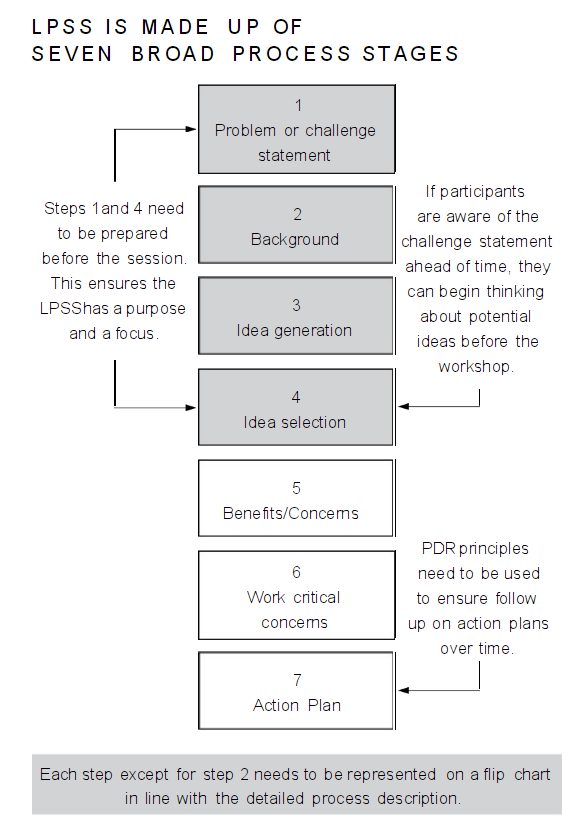 LPSS IS MADE UP OF
SEVEN BROAD PROCESS STAGES
1
Problem or challenge
statement
Steps 1and 4 need
to be prepared
before the session.
This ensures the
LPSShas a purpose
and a focus.
2
Background
If participants
are aware of the
challenge statement
ahead of time, they
can begin thinking
about potential
ideas before the
workshop.
3
Idea generation
4
Idea selection
5
Benefits/Concerns
6
Work critical
concerns
PDR principles
need to be used
to ensure follow
up on action plans
over time.
7
Action Plan
Each step except for step 2 needs to be represented on a flip chart
in line with the detailed process description.